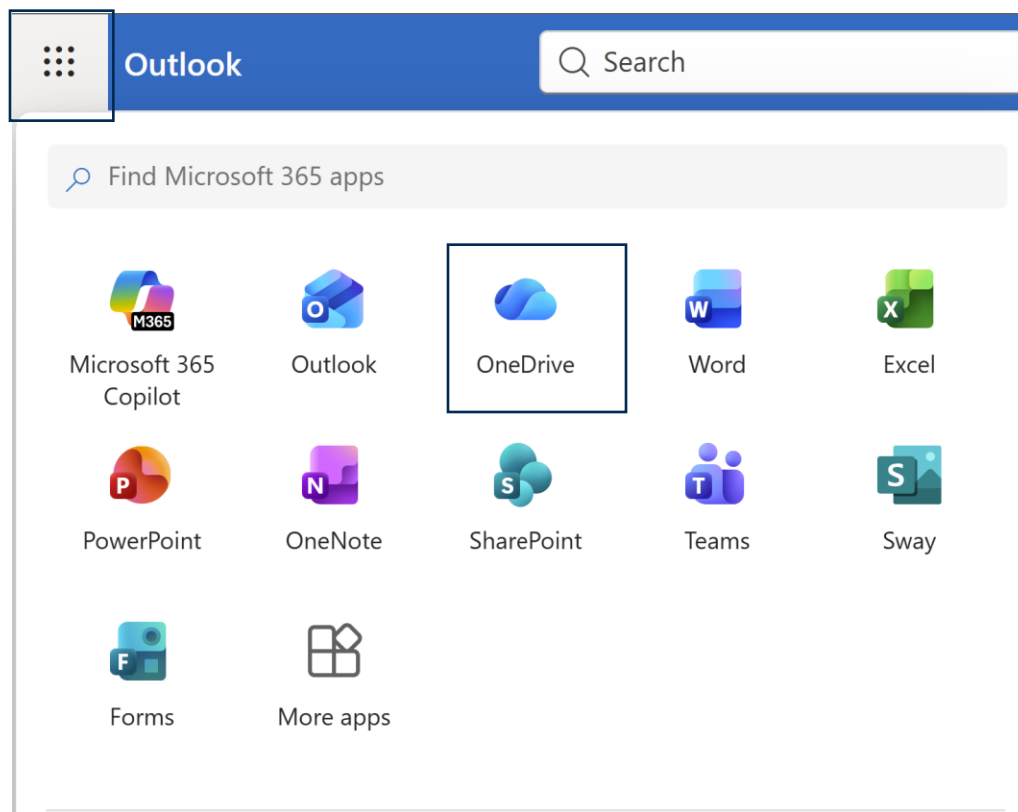 Outlook
Search
Find Microsoft 365 apps
M365
O
W
X
Microsoft 365
Copilot
Outlook
OneDrive
Word
Excel
P
N
S
T
S
PowerPoint
OneNote
SharePoint
Teams
Sway
F
Forms
More apps